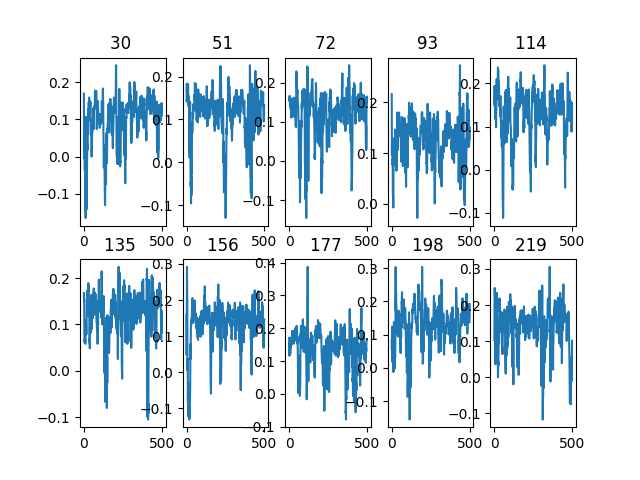 30 51 72 93 114
0.2 0.2 0.2 0.2 0.2
0.1 0.1 0.1 0.1 0.1
0.0 0.0 0.0 0.0 0.0
−0.1 −0.1 −0.1 −0.1
0 500 0 500 0 500 0 500 0 500
135 156 177 198 219
0.2 0.3 0.4 0.3 0.3
0.1 0.2 0.3 0.2 0.2
0.0 0.1 0.2 0.1 0.1
−0.1 0.0 0.1 0.0 0.0
−0.1 0.0 −0.1 −0.1
−0.1
0 500 0 500 0 500 0 500 0 500